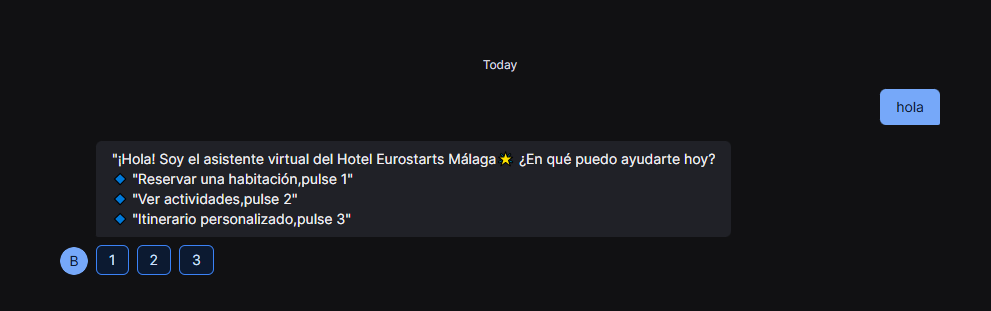 Today
hola
"¡Hola! Soy el asistente virtual del Hotel Eurostarts Málaga⭐ ¿En qué puedo ayudarte hoy?
🔹 "Reservar una habitación,pulse 1"
🔹 "Ver actividades,pulse 2"
🔹 "Itinerario personalizado,pulse 3"
B 1 2 3